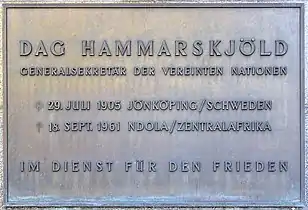 DAG HAMMARSKJÖLD
GENERALSEKRETÄR DER VEREINTEN NATIONEN
* 29. JULI 1905 JÖNKÖPING/SCHWEDEN
† 18. SEPT. 1961 NDOLA/ZENTRALAFRIKA
IM DIENST FÜR DEN FRIEDEN